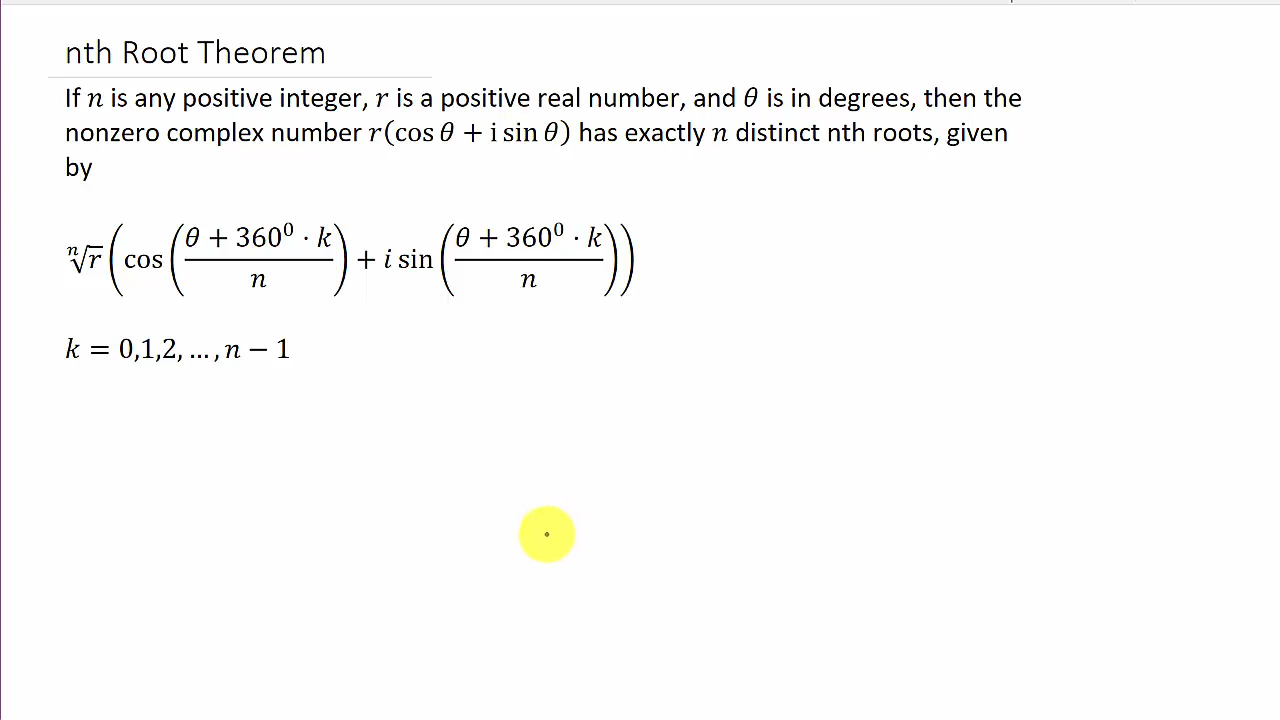 nth Root Theorem
If n is any positive integer, r is a positive real number, and θ is in degrees, then the
nonzero complex number r(cos θ + i sin θ) has exactly n distinct nth roots, given
by
ⁿ√r (cos((θ + 360⁰ · k)/n) + i sin((θ + 360⁰ · k)/n))
k = 0,1,2, … , n − 1